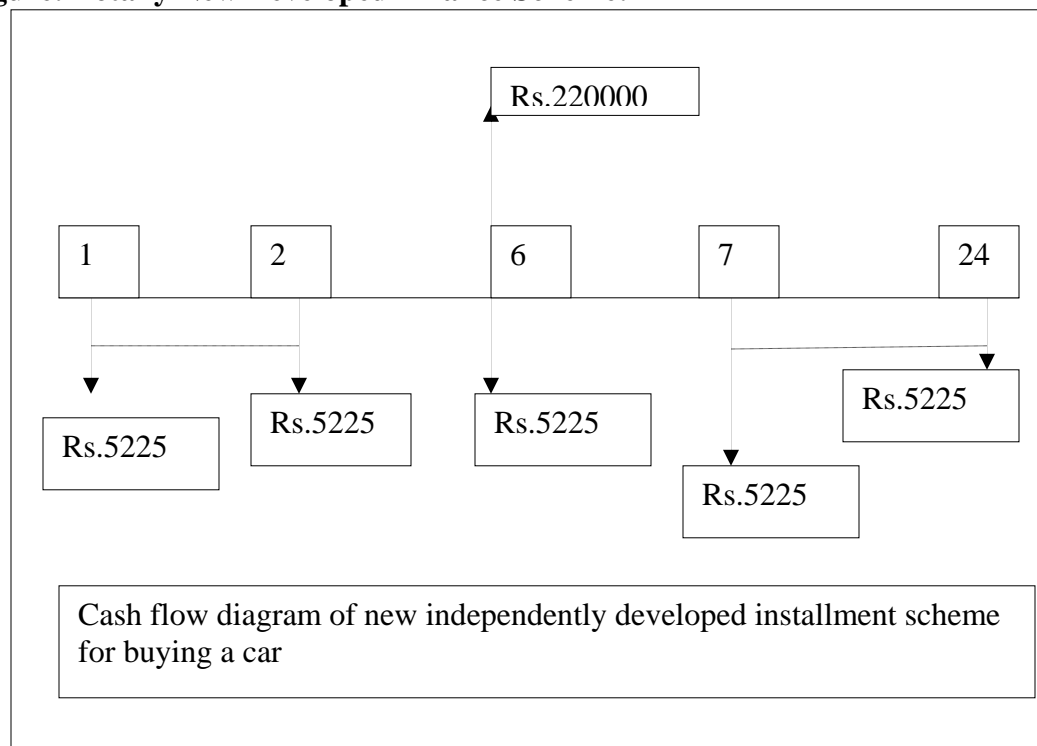 Rs.220000
1 2 6 7 24
Rs.5225 Rs.5225 Rs.5225 Rs.5225 Rs.5225
Cash flow diagram of new independently developed installment scheme
for buying a car